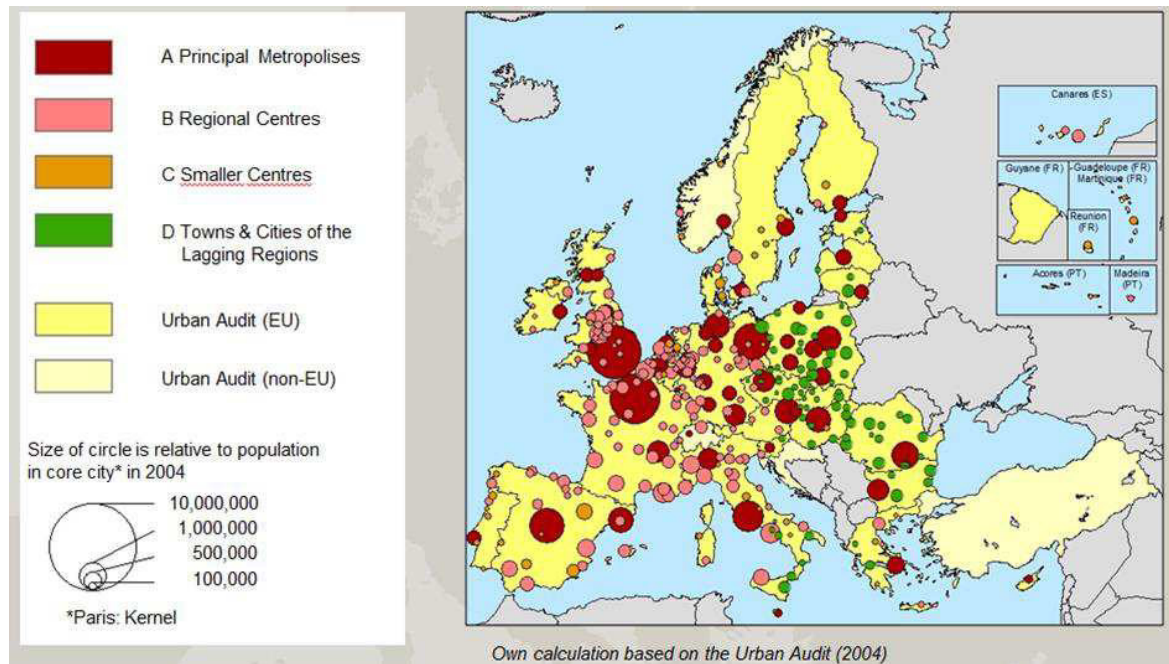 A Principal Metropolises
B Regional Centres
C Smaller Centres
D Towns & Cities of the
Lagging Regions
Urban Audit (EU)
Urban Audit (non-EU)
Size of circle is relative to population
in core city* in 2004
10,000,000
1,000,000
500,000
100,000
*Paris: Kernel
Canares (ES)
Guyane (FR)
Guadeloupe (FR)
Martinique (FR)
Reunion
(FR)
Acores (PT)
Madeira
(PT)
Own calculation based on the Urban Audit (2004)